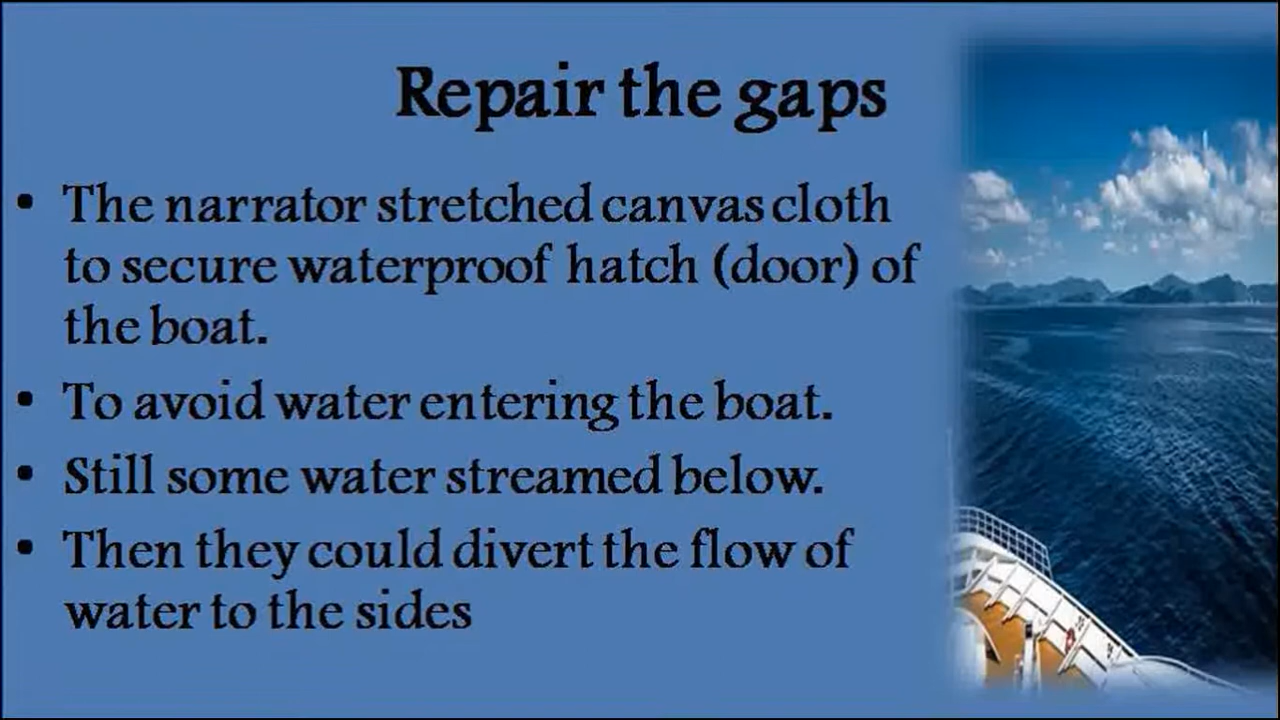 Repair the gaps
• The narrator stretched canvas cloth
to secure waterproof hatch (door) of
the boat.
• To avoid water entering the boat.
• Still some water streamed below.
• Then they could divert the flow of
water to the sides